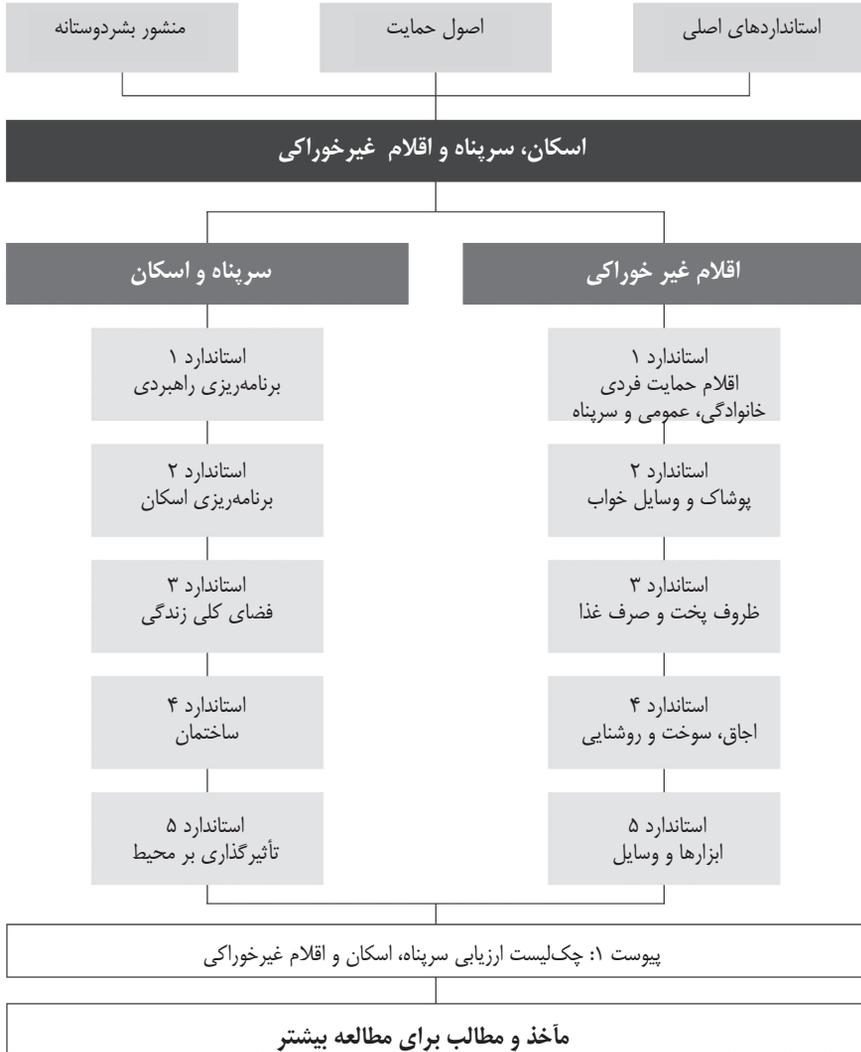 استانداردهای اصلی
اصول حمایت
منشور بشردوستانه
اسکان، سرپناه و اقلام غیرخوراکی
اقلام غیر خوراکی
سرپناه و اسکان
استاندارد ۱
اقلام حمایت فردی
خانوادگی، عمومی و سرپناه
استاندارد ۱
برنامه‌ریزی راهبردی
استاندارد ۲
پوشاک و وسایل خواب
استاندارد ۲
برنامه‌ریزی اسکان
استاندارد ۳
ظروف پخت و صرف غذا
استاندارد ۳
فضای کلی زندگی
استاندارد ۴
اجاق، سوخت و روشنایی
استاندارد ۴
ساختمان
استاندارد ۵
ابزارها و وسایل
استاندارد ۵
تأثیرگذاری بر محیط
پیوست ۱: چک‌لیست ارزیابی سرپناه، اسکان و اقلام غیرخوراکی
مآخذ و مطالب برای مطالعه بیشتر